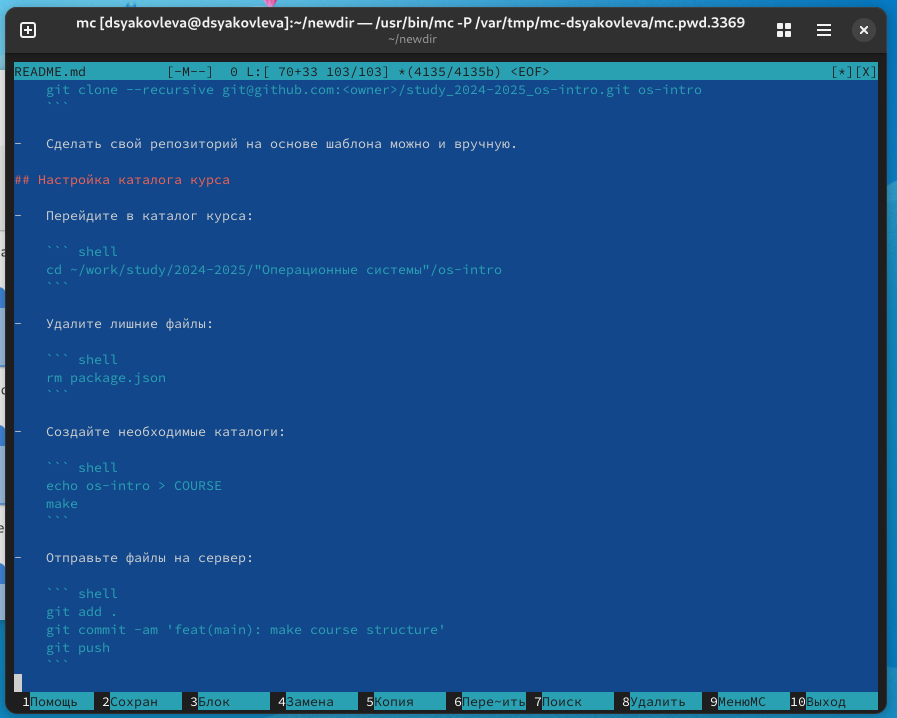 mc [dsyakovleva@dsyakovleva]:~/newdir — /usr/bin/mc -P /var/tmp/mc-dsyakovleva/mc.pwd.3369
~/newdir
README.md [-M--] 0 L:[ 70+33 103/103] *(4135/4135b) <EOF> [*][X]
git clone --recursive git@github.com:<owner>/study_2024-2025_os-intro.git os-intro
```
- Сделать свой репозиторий на основе шаблона можно и вручную.
## Настройка каталога курса
- Перейдите в каталог курса:
``` shell
cd ~/work/study/2024-2025/"Операционные системы"/os-intro
```
- Удалите лишние файлы:
``` shell
rm package.json
```
- Создайте необходимые каталоги:
``` shell
echo os-intro > COURSE
make
```
- Отправьте файлы на сервер:
``` shell
git add .
git commit -am 'feat(main): make course structure'
git push
```
1Помощь 2Сохран 3Блок 4Замена 5Копия 6Пере~ить 7Поиск 8Удалить 9МенюМС 10Выход